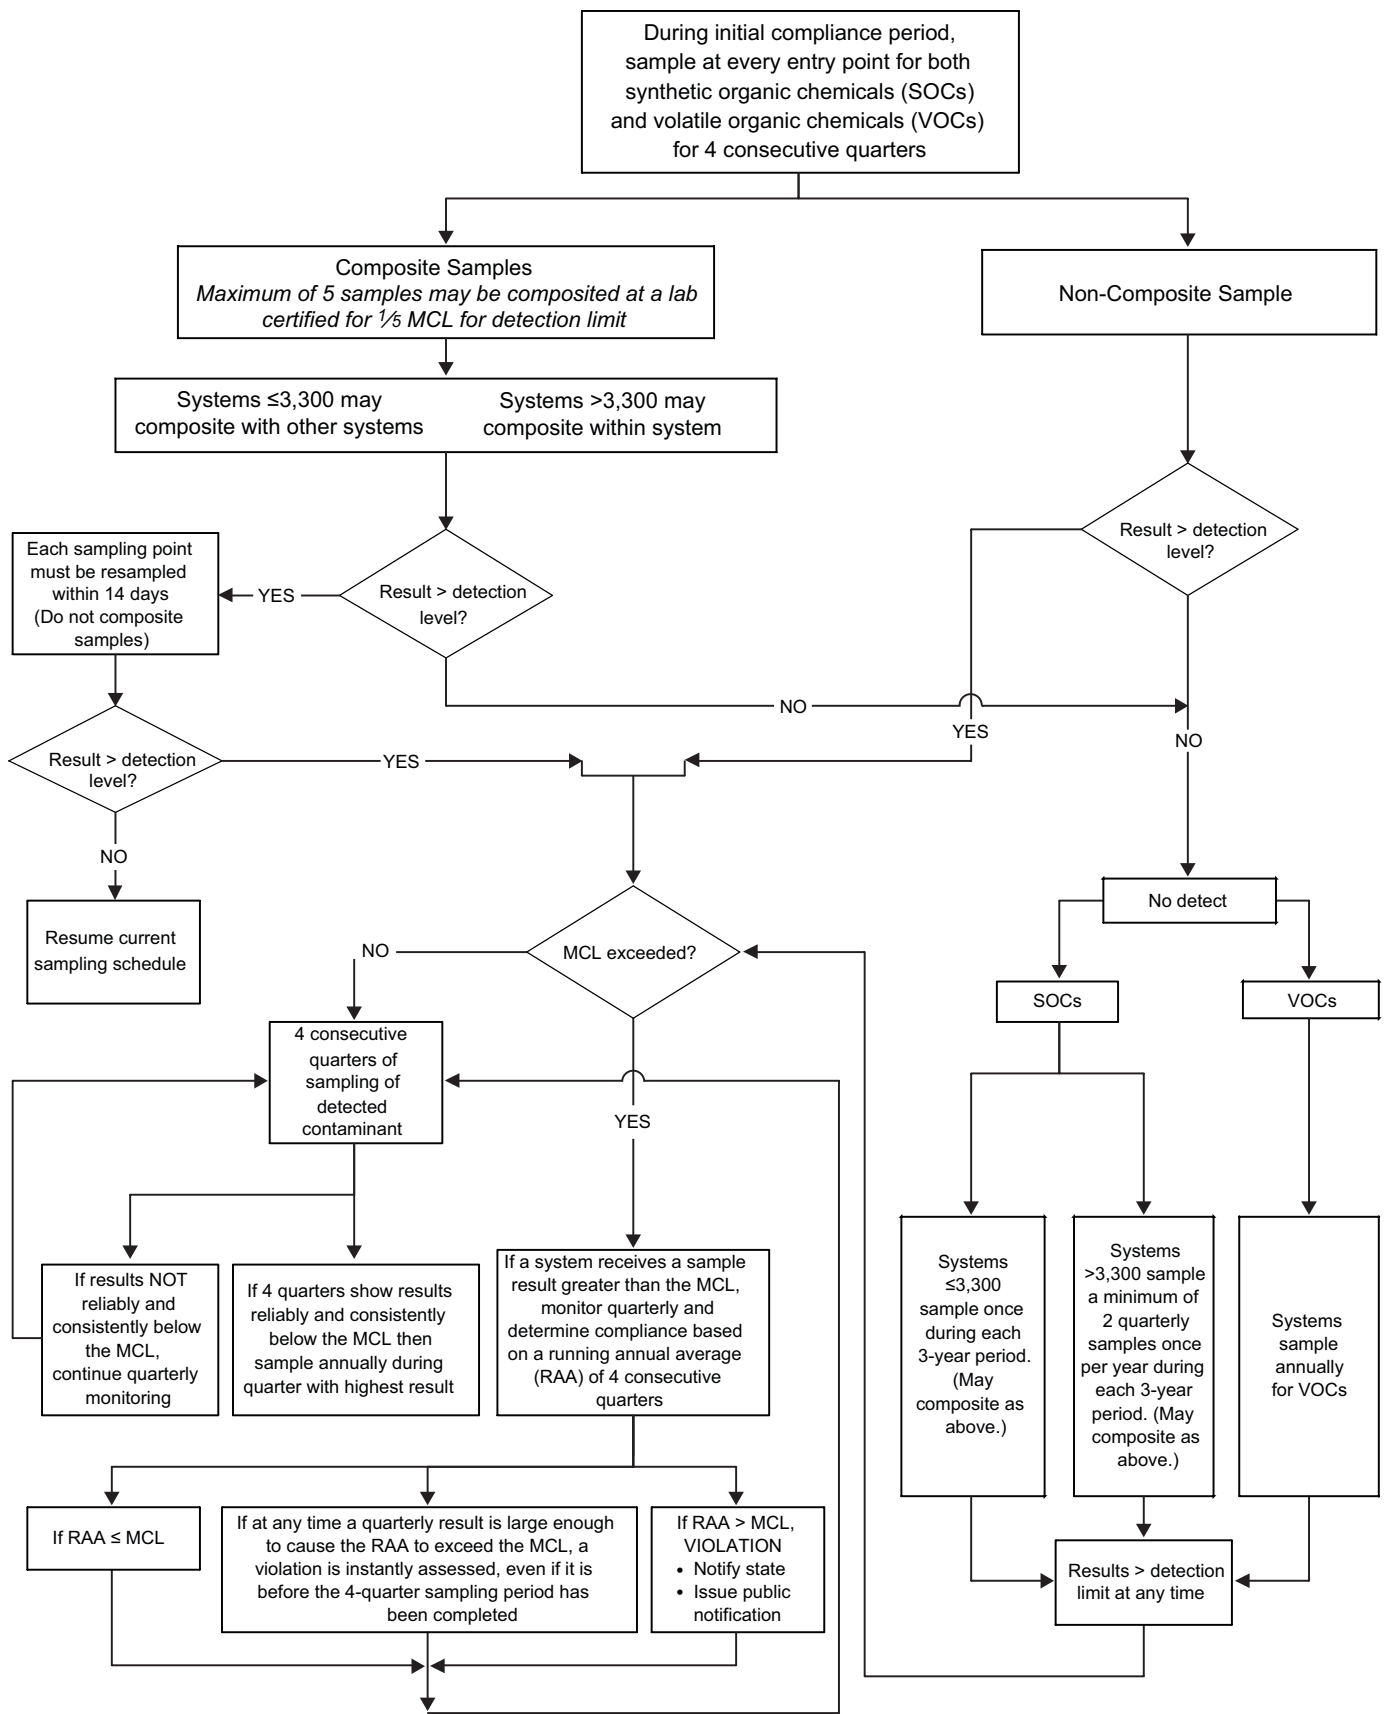 During initial compliance period,
sample at every entry point for both
synthetic organic chemicals (SOCs)
and volatile organic chemicals (VOCs)
for 4 consecutive quarters
Composite Samples
Maximum of 5 samples may be composited at a lab
certified for 1⁄5 MCL for detection limit
Non-Composite Sample
Systems ≤3,300 may
composite with other systems
Systems >3,300 may
composite within system
Result > detection
level?
Each sampling point
must be resampled
within 14 days
(Do not composite
samples)
YES
Result > detection
level?
NO
YES
NO
Result > detection
level?
YES
NO
Resume current
sampling schedule
MCL exceeded?
NO
YES
No detect
SOCs
VOCs
4 consecutive
quarters of
sampling of
detected
contaminant
If results NOT
reliably and
consistently below
the MCL,
continue quarterly
monitoring
If 4 quarters show results
reliably and consistently
below the MCL then
sample annually during
quarter with highest result
If a system receives a sample
result greater than the MCL,
monitor quarterly and
determine compliance based
on a running annual average
(RAA) of 4 consecutive
quarters
Systems
≤3,300
sample once
during each
3-year period.
(May
composite as
above.)
Systems
>3,300 sample
a minimum of
2 quarterly
samples once
per year during
each 3-year
period. (May
composite as
above.)
Systems
sample
annually
for VOCs
If RAA ≤ MCL
If at any time a quarterly result is large enough
to cause the RAA to exceed the MCL, a
violation is instantly assessed, even if it is
before the 4-quarter sampling period has
been completed
If RAA > MCL,
VIOLATION
• Notify state
• Issue public
notification
Results > detection
limit at any time